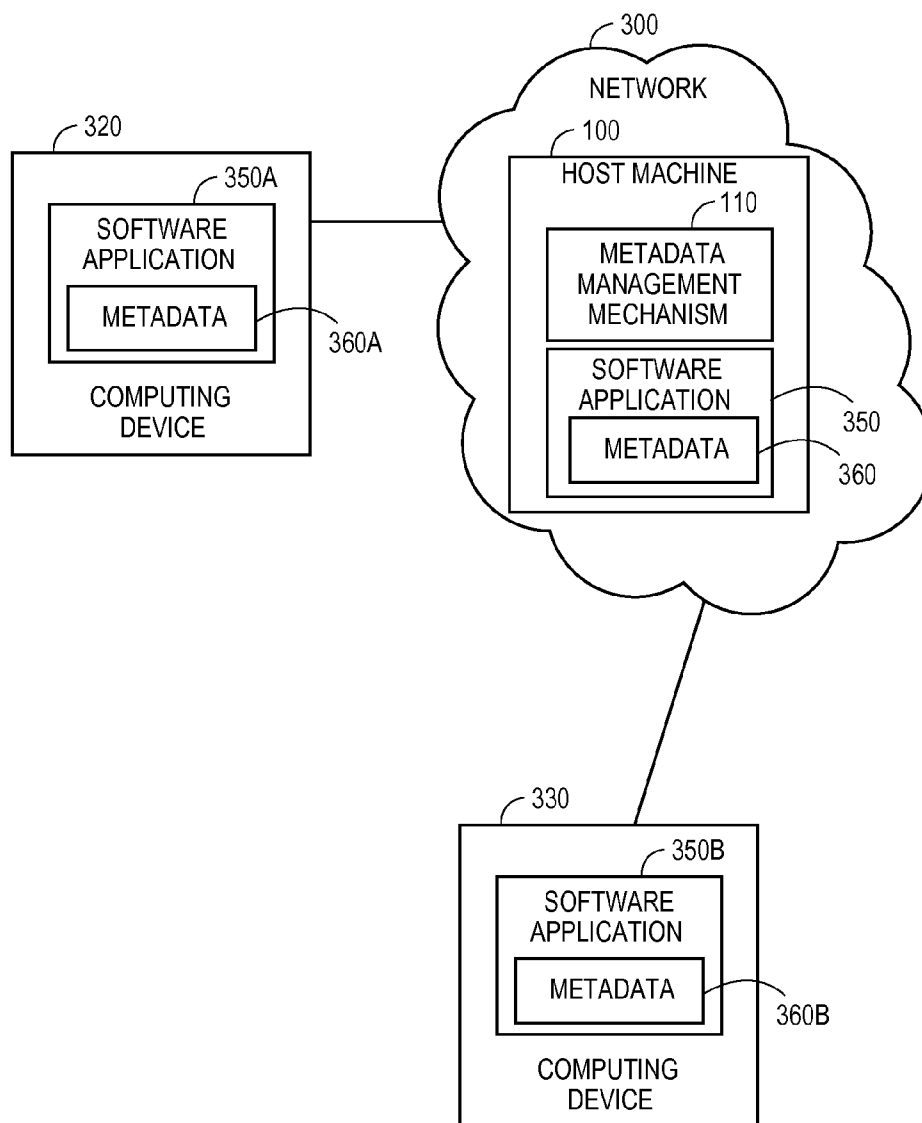 300
NETWORK
100
HOST MACHINE
110
METADATA
MANAGEMENT
MECHANISM
SOFTWARE
APPLICATION
350
METADATA
360
320
350A
SOFTWARE
APPLICATION
METADATA
360A
COMPUTING
DEVICE
330
350B
SOFTWARE
APPLICATION
METADATA
360B
COMPUTING
DEVICE